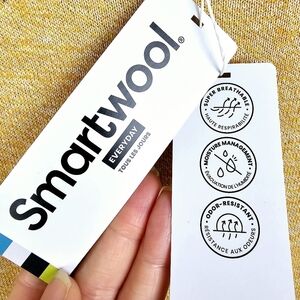 Smartwool®
EVERYDAY
TOUS LES JOURS
SUPER BREATHABLE
HAUTE RESPIRABILITÉ
MOISTURE MANAGEMENT
ÉVACUATION DE L'HUMIDITÉ
ODOR-RESISTANT
RÉSISTANCE AUX ODEURS